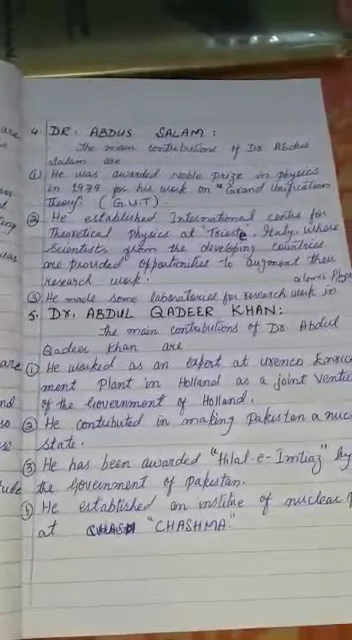 4. DR. ABDUS SALAM:
The main contributions of Dr Abdus
Salam are
① He was awarded Noble prize in physics
in 1979 for his work on "Grand Unification
Theory". (G.U.T)
② He established International centre for
Theoretical Physics at Trieste, Italy, where
Scientists from the developing countries
are provided opportunities to augment their
research work.
③ He made some laboratories for research work in
5. Dr. ABDUL QADEER KHAN:
The main contributions of Dr. Abdul
Qadeer Khan are
① He worked as an expert at Urenco Enric
ment Plant in Holland as a joint Ventu
of the Government of Holland.
② He contibuted in making Pakistan a nuc
state.
③ He has been awarded "Hilal-e-Imtiaz" by
the Government of Pakistan.
④ He established an institue of nuclear
at "CHASHMA."